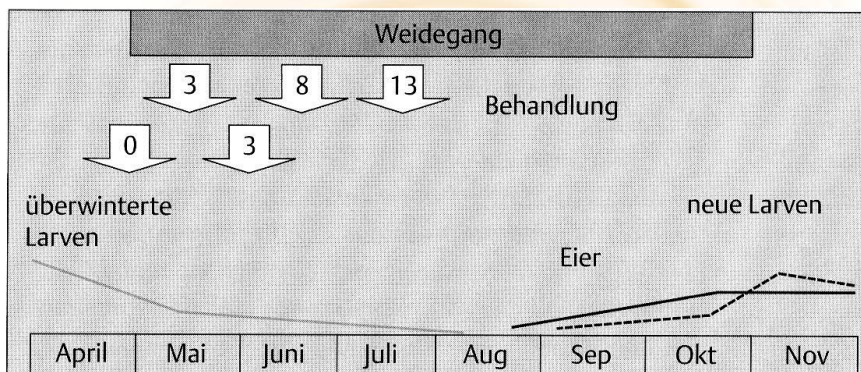 Weidegang
3 8 13
Behandlung
0 3
überwinterte
Larven
neue Larven
Eier
April Mai Juni Juli Aug Sep Okt Nov